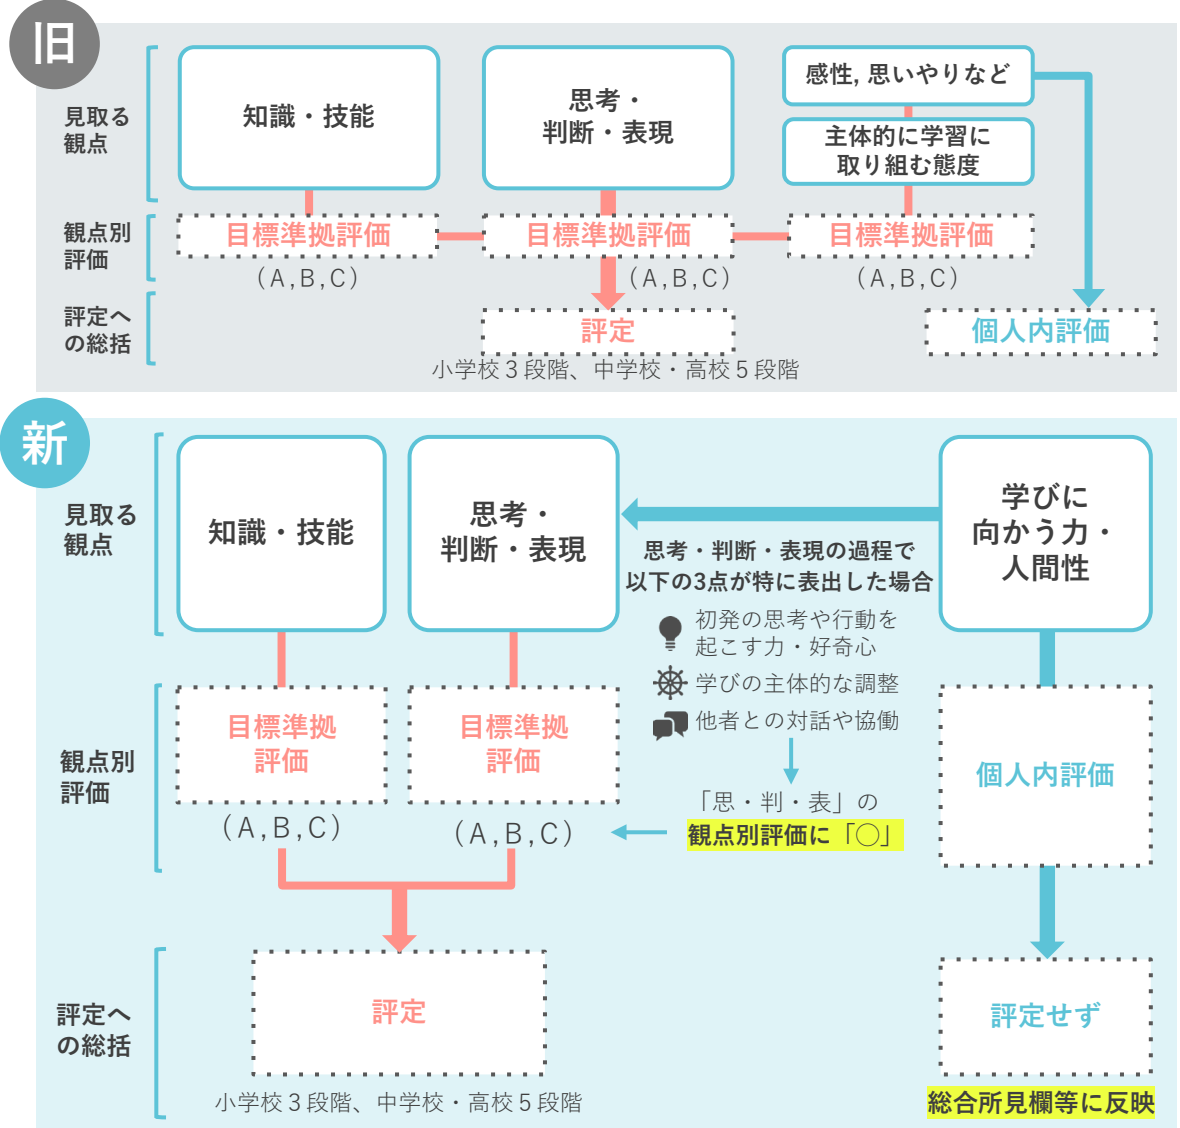 旧
見取る
観点
知識・技能
思考・
判断・表現
感性, 思いやりなど
主体的に学習に
取り組む態度
観点別
評価
目標準拠評価
目標準拠評価
目標準拠評価
（A,B,C）
（A,B,C）
（A,B,C）
評定へ
の総括
評定
個人内評価
小学校３段階、中学校・高校５段階
新
見取る
観点
知識・技能
思考・
判断・表現
学びに
向かう力・
人間性
思考・判断・表現の過程で
以下の3点が特に表出した場合
初発の思考や行動を
起こす力・好奇心
学びの主体的な調整
他者との対話や協働
「思・判・表」の
観点別評価に「〇」
観点別
評価
目標準拠
評価
目標準拠
評価
個人内評価
（A,B,C）
（A,B,C）
評定へ
の総括
評定
評定せず
小学校３段階、中学校・高校５段階
総合所見欄等に反映